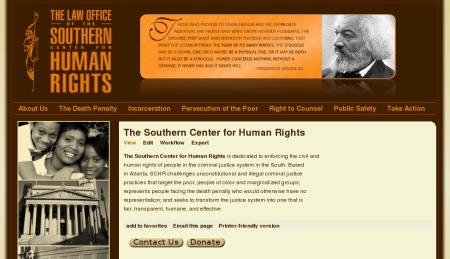 THE LAW OFFICE
OF THE
SOUTHERN
CENTER FOR
HUMAN
RIGHTS
THOSE WHO PROFESS TO FAVOR FREEDOM AND YET DEPRECIATE
AGITATION, ARE PEOPLE WHO WANT CROPS WITHOUT PLOUGHING THE
GROUND; THEY WANT RAIN WITHOUT THUNDER AND LIGHTNING; THEY
WANT THE OCEAN WITHOUT THE ROAR OF ITS MANY WATERS. THE STRUGGLE
MAY BE A MORAL ONE, OR IT MAY BE A PHYSICAL ONE, OR IT MAY BE BOTH.
BUT IT MUST BE A STRUGGLE. POWER CONCEDES NOTHING WITHOUT A
DEMAND; IT NEVER HAS AND IT NEVER WILL.
- FREDERICK DOUGLAS
About Us The Death Penalty Incarceration Persecution of the Poor Right to Counsel Public Safety Take Action
The Southern Center for Human Rights
View Edit Workflow Export
The Southern Center for Human Rights is dedicated to enforcing the civil and
human rights of people in the criminal justice system in the South. Based
in Atlanta, SCHR challenges unconstitutional and illegal criminal justice
practices that target the poor, people of color and marginalized groups;
represents people facing the death penalty who would otherwise have no
representation; and seeks to transform the justice system into one that is
fair, transparent, humane, and effective.
add to favorites Email this page Printer-friendly version
Contact Us Donate